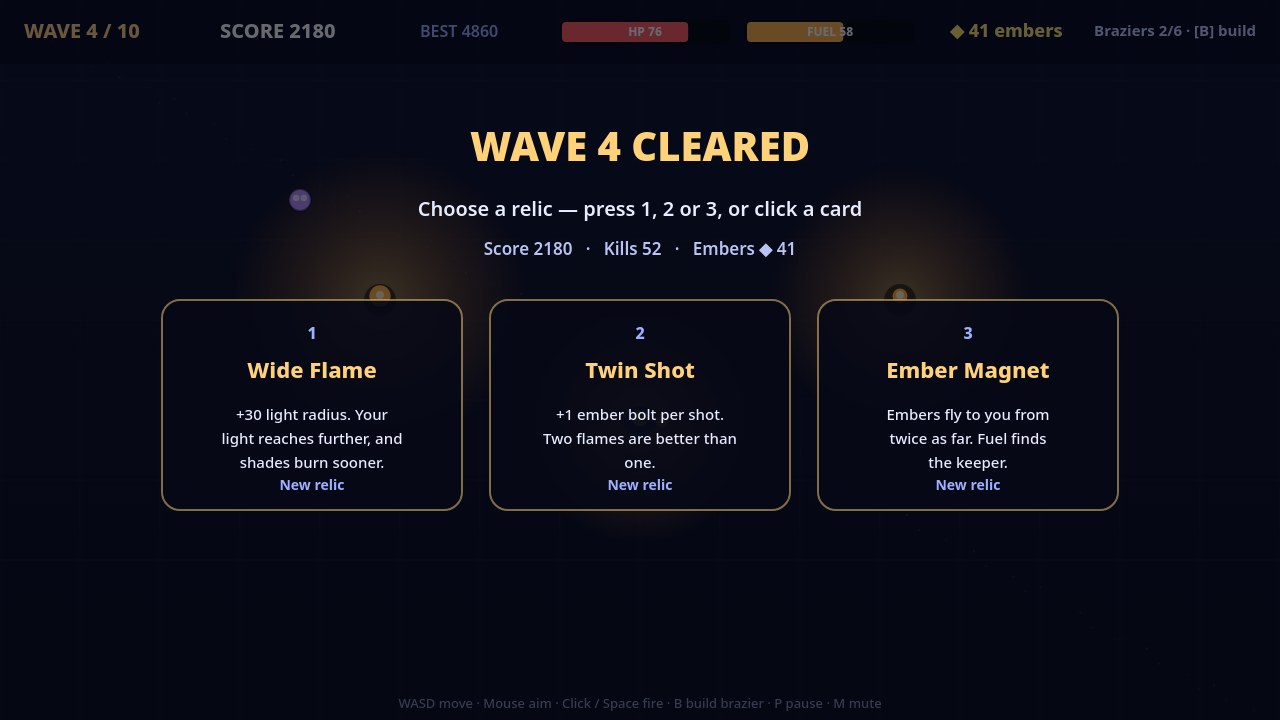 WAVE 4 / 10 SCORE 2180 BEST 4860 HP 76 FUEL 58 ◆ 41 embers Braziers 2/6 · [B] build
WAVE 4 CLEARED
Choose a relic — press 1, 2 or 3, or click a card
Score 2180 · Kills 52 · Embers ◆ 41
1
Wide Flame
+30 light radius. Your
light reaches further, and
shades burn sooner.
New relic
2
Twin Shot
+1 ember bolt per shot.
Two flames are better than
one.
New relic
3
Ember Magnet
Embers fly to you from
twice as far. Fuel finds
the keeper.
New relic
WASD move · Mouse aim · Click / Space fire · B build brazier · P pause · M mute